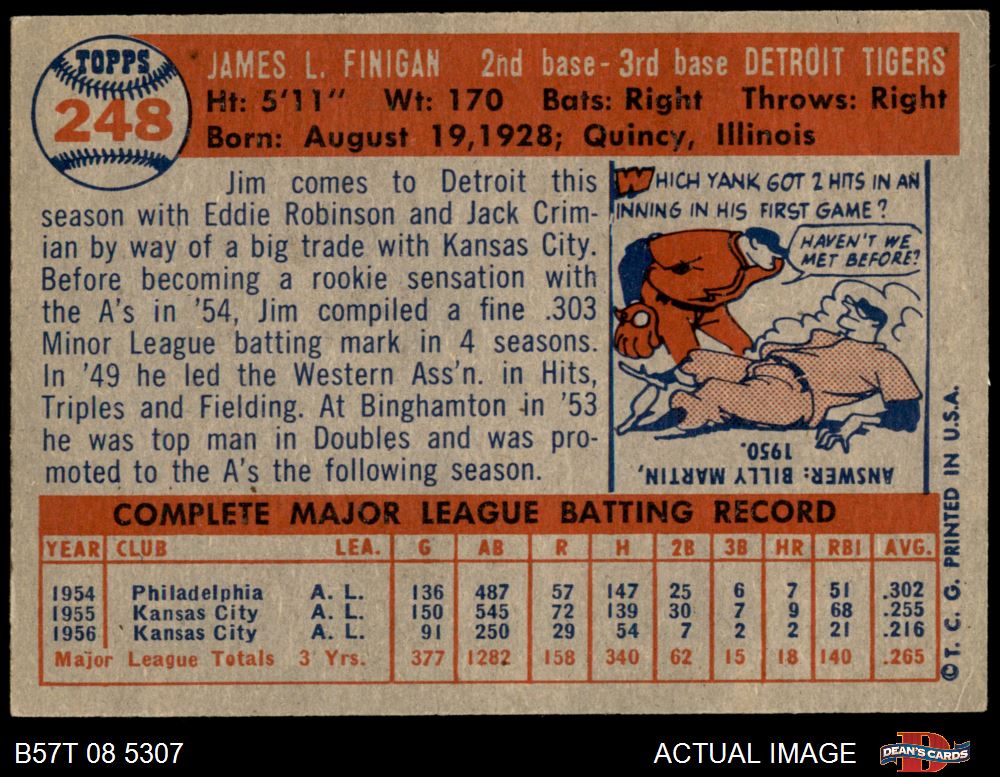 TOPPS
248
JAMES L. FINIGAN 2nd base - 3rd base DETROIT TIGERS
Ht: 5'11" Wt: 170 Bats: Right Throws: Right
Born: August 19, 1928; Quincy, Illinois
Jim comes to Detroit this
season with Eddie Robinson and Jack Crim-
ian by way of a big trade with Kansas City.
Before becoming a rookie sensation with
the A's in '54, Jim compiled a fine .303
Minor League batting mark in 4 seasons.
In '49 he led the Western Ass'n. in Hits,
Triples and Fielding. At Binghamton in '53
he was top man in Doubles and was pro-
moted to the A's the following season.
WHICH YANK GOT 2 HITS IN AN
INNING IN HIS FIRST GAME?
HAVEN'T WE
MET BEFORE?
ANSWER: BILLY MARTIN,
1950.
COMPLETE MAJOR LEAGUE BATTING RECORD
YEAR CLUB LEA. G AB R H 2B 3B HR RBI AVG.
1954 Philadelphia A. L. 136 487 57 147 25 6 7 51 .302
1955 Kansas City A. L. 150 545 72 139 30 7 9 68 .255
1956 Kansas City A. L. 91 250 29 54 7 2 2 21 .216
Major League Totals 3 Yrs. 377 1282 158 340 62 15 18 140 .265
© T. C. G. PRINTED IN U.S.A.
B57T 08 5307
ACTUAL IMAGE
DEAN'S CARDS